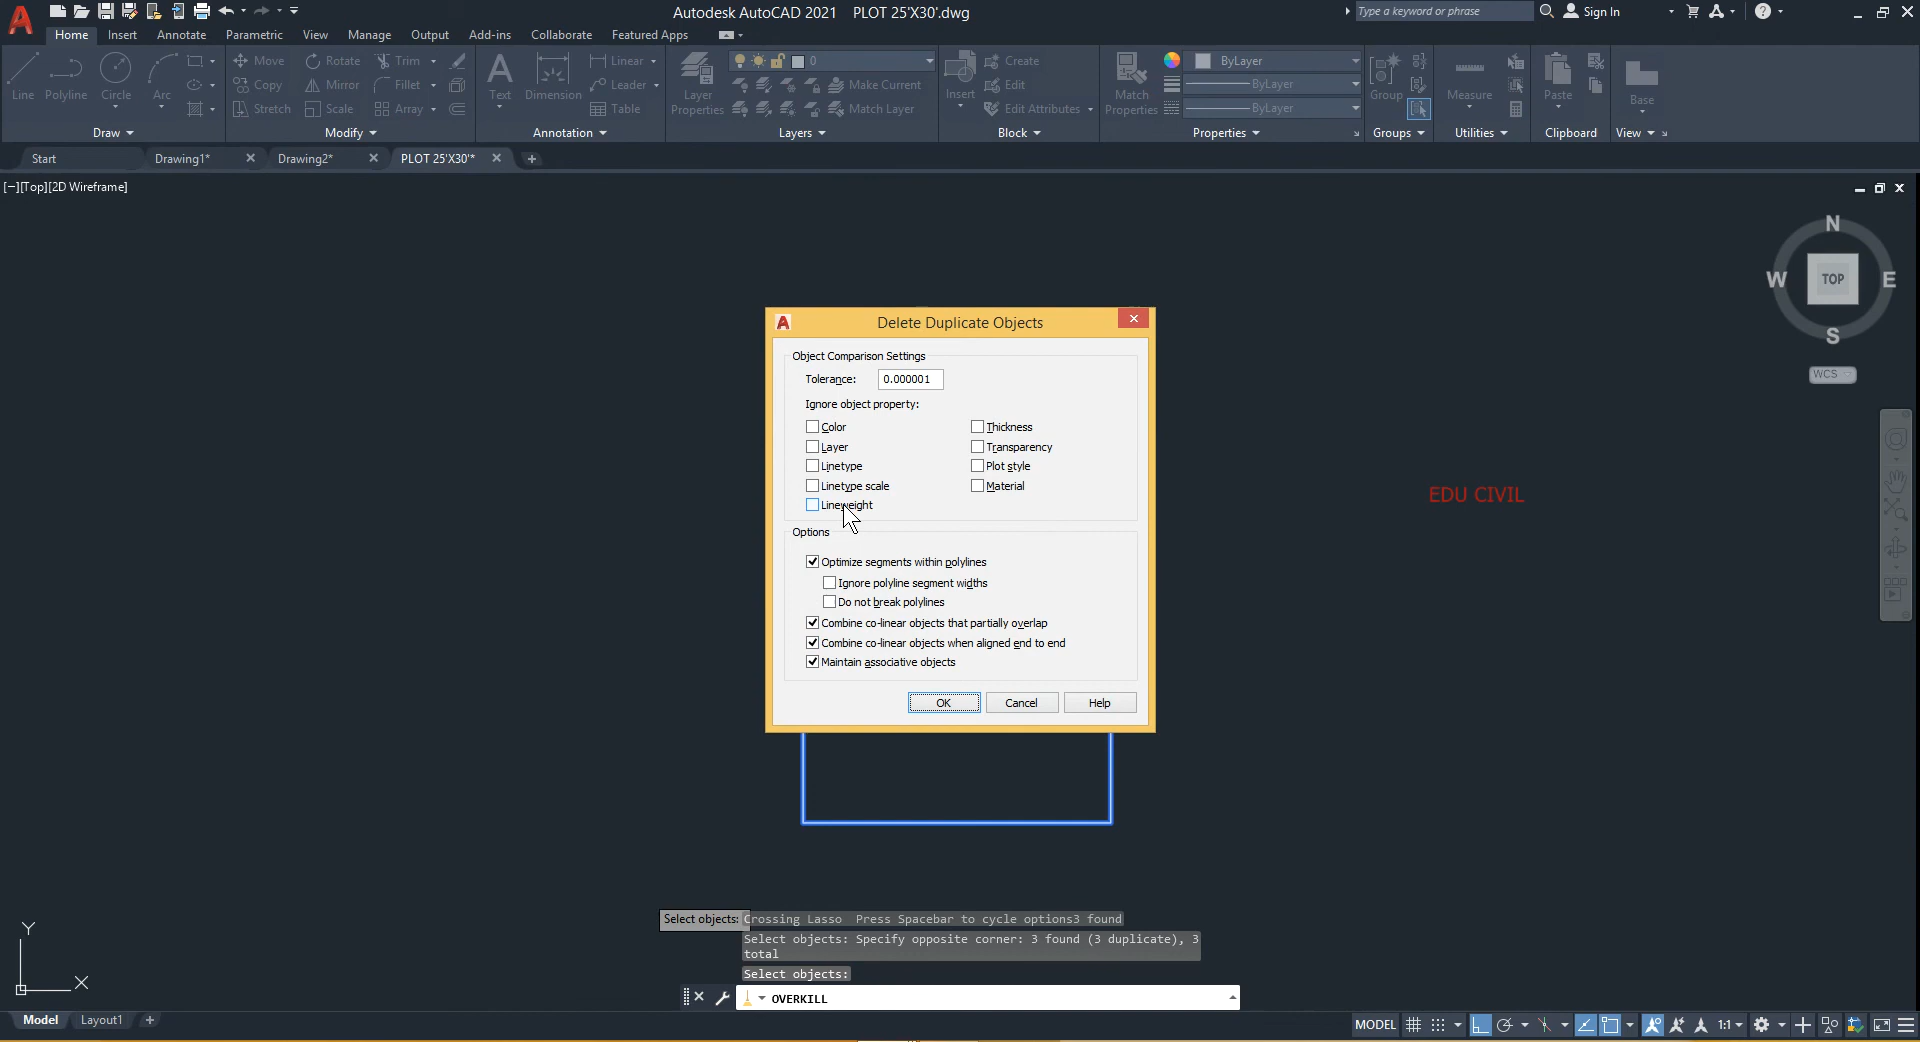 Autodesk AutoCAD 2021 PLOT 25'X30'.dwg
Type a keyword or phrase
Sign In
Home Insert Annotate Parametric View Manage Output Add-ins Collaborate Featured Apps
Line Polyline Circle Arc
Move Rotate Trim
Copy Mirror Fillet
Stretch Scale Array
Text Dimension
Linear
Leader
Table
Layer Properties
0
Make Current
Match Layer
Insert
Create
Edit
Edit Attributes
Match Properties
ByLayer
ByLayer
ByLayer
Group
Measure
Paste
Base
Draw Modify Annotation Layers Block Properties Groups Utilities Clipboard View
Start Drawing1* Drawing2* PLOT 25'X30'*
[−][Top][2D Wireframe]
N
W TOP E
S
WCS
Delete Duplicate Objects
Object Comparison Settings
Tolerance: 0.000001
Ignore object property:
Color Thickness
Layer Transparency
Linetype Plot style
Linetype scale Material
Lineweight
Options
Optimize segments within polylines
Ignore polyline segment widths
Do not break polylines
Combine co-linear objects that partially overlap
Combine co-linear objects when aligned end to end
Maintain associative objects
OK Cancel Help
EDU CIVIL
Y
X
Select objects: Crossing Lasso Press Spacebar to cycle options3 found
Select objects: Specify opposite corner: 3 found (3 duplicate), 3
total
Select objects:
OVERKILL
Model Layout1
MODEL 1:1